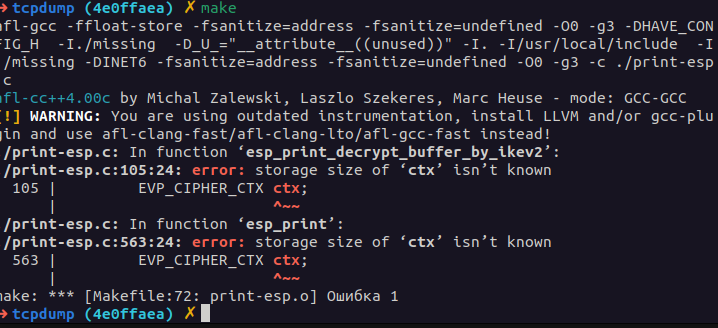 → tcpdump (4e0ffaea) ✗ make
afl-gcc -ffloat-store -fsanitize=address -fsanitize=undefined -O0 -g3 -DHAVE_CON
FIG_H  -I./missing  -D_U_="__attribute__((unused))" -I. -I/usr/local/include  -I
./missing -DINET6 -fsanitize=address -fsanitize=undefined -O0 -g3 -c ./print-esp
c
afl-cc++4.00c by Michal Zalewski, Laszlo Szekeres, Marc Heuse - mode: GCC-GCC
[!] WARNING: You are using outdated instrumentation, install LLVM and/or gcc-plu
gin and use afl-clang-fast/afl-clang-lto/afl-gcc-fast instead!
/print-esp.c: In function ‘esp_print_decrypt_buffer_by_ikev2’:
/print-esp.c:105:24: error: storage size of ‘ctx’ isn’t known
105 |         EVP_CIPHER_CTX ctx;
|                        ^~~
/print-esp.c: In function ‘esp_print’:
/print-esp.c:563:24: error: storage size of ‘ctx’ isn’t known
563 |         EVP_CIPHER_CTX ctx;
|                        ^~~
make: *** [Makefile:72: print-esp.o] Ошибка 1
→ tcpdump (4e0ffaea) ✗